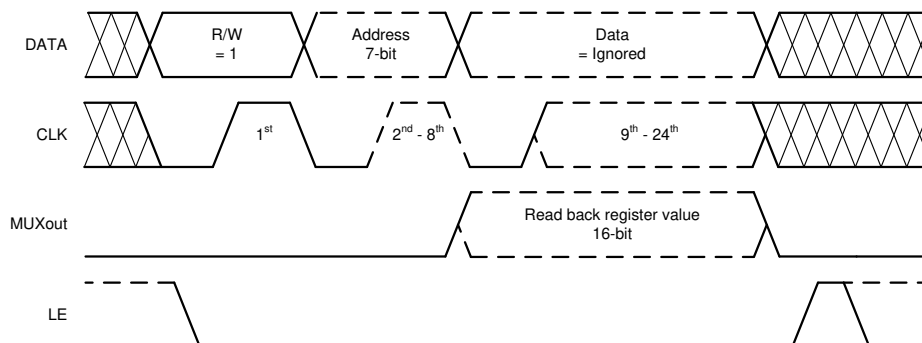 DATA
R/W
= 1
Address
7-bit
Data
= Ignored
CLK
1st
2nd - 8th
9th - 24th
MUXout
Read back register value
16-bit
LE